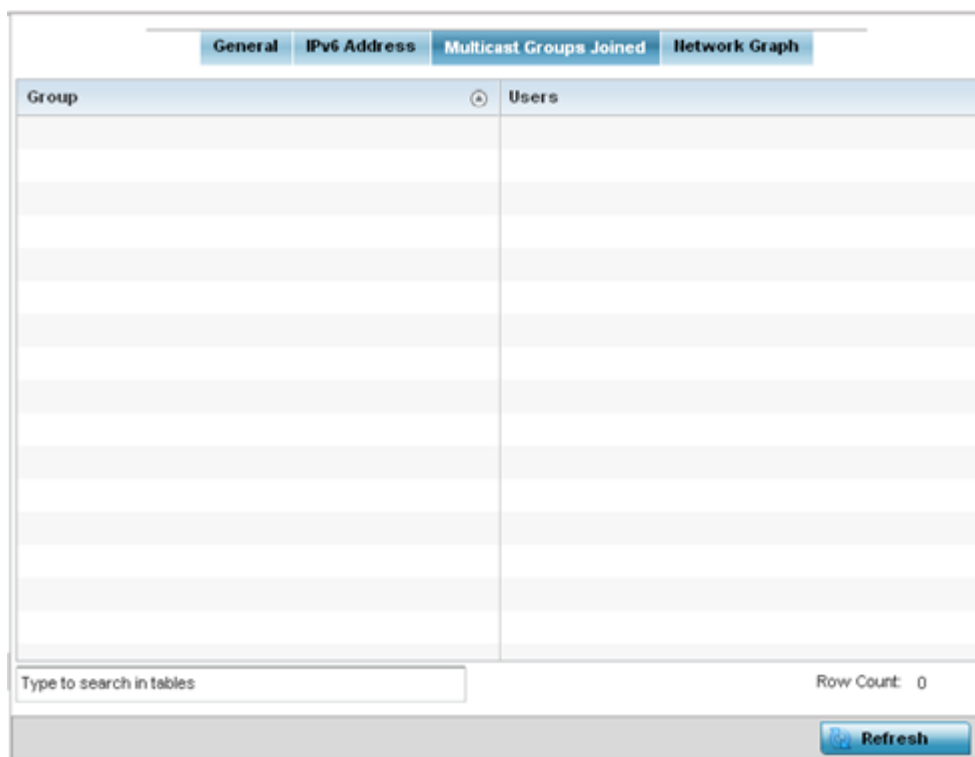 General IPv6 Address Multicast Groups Joined Network Graph
Group Users
Type to search in tables Row Count: 0
Refresh